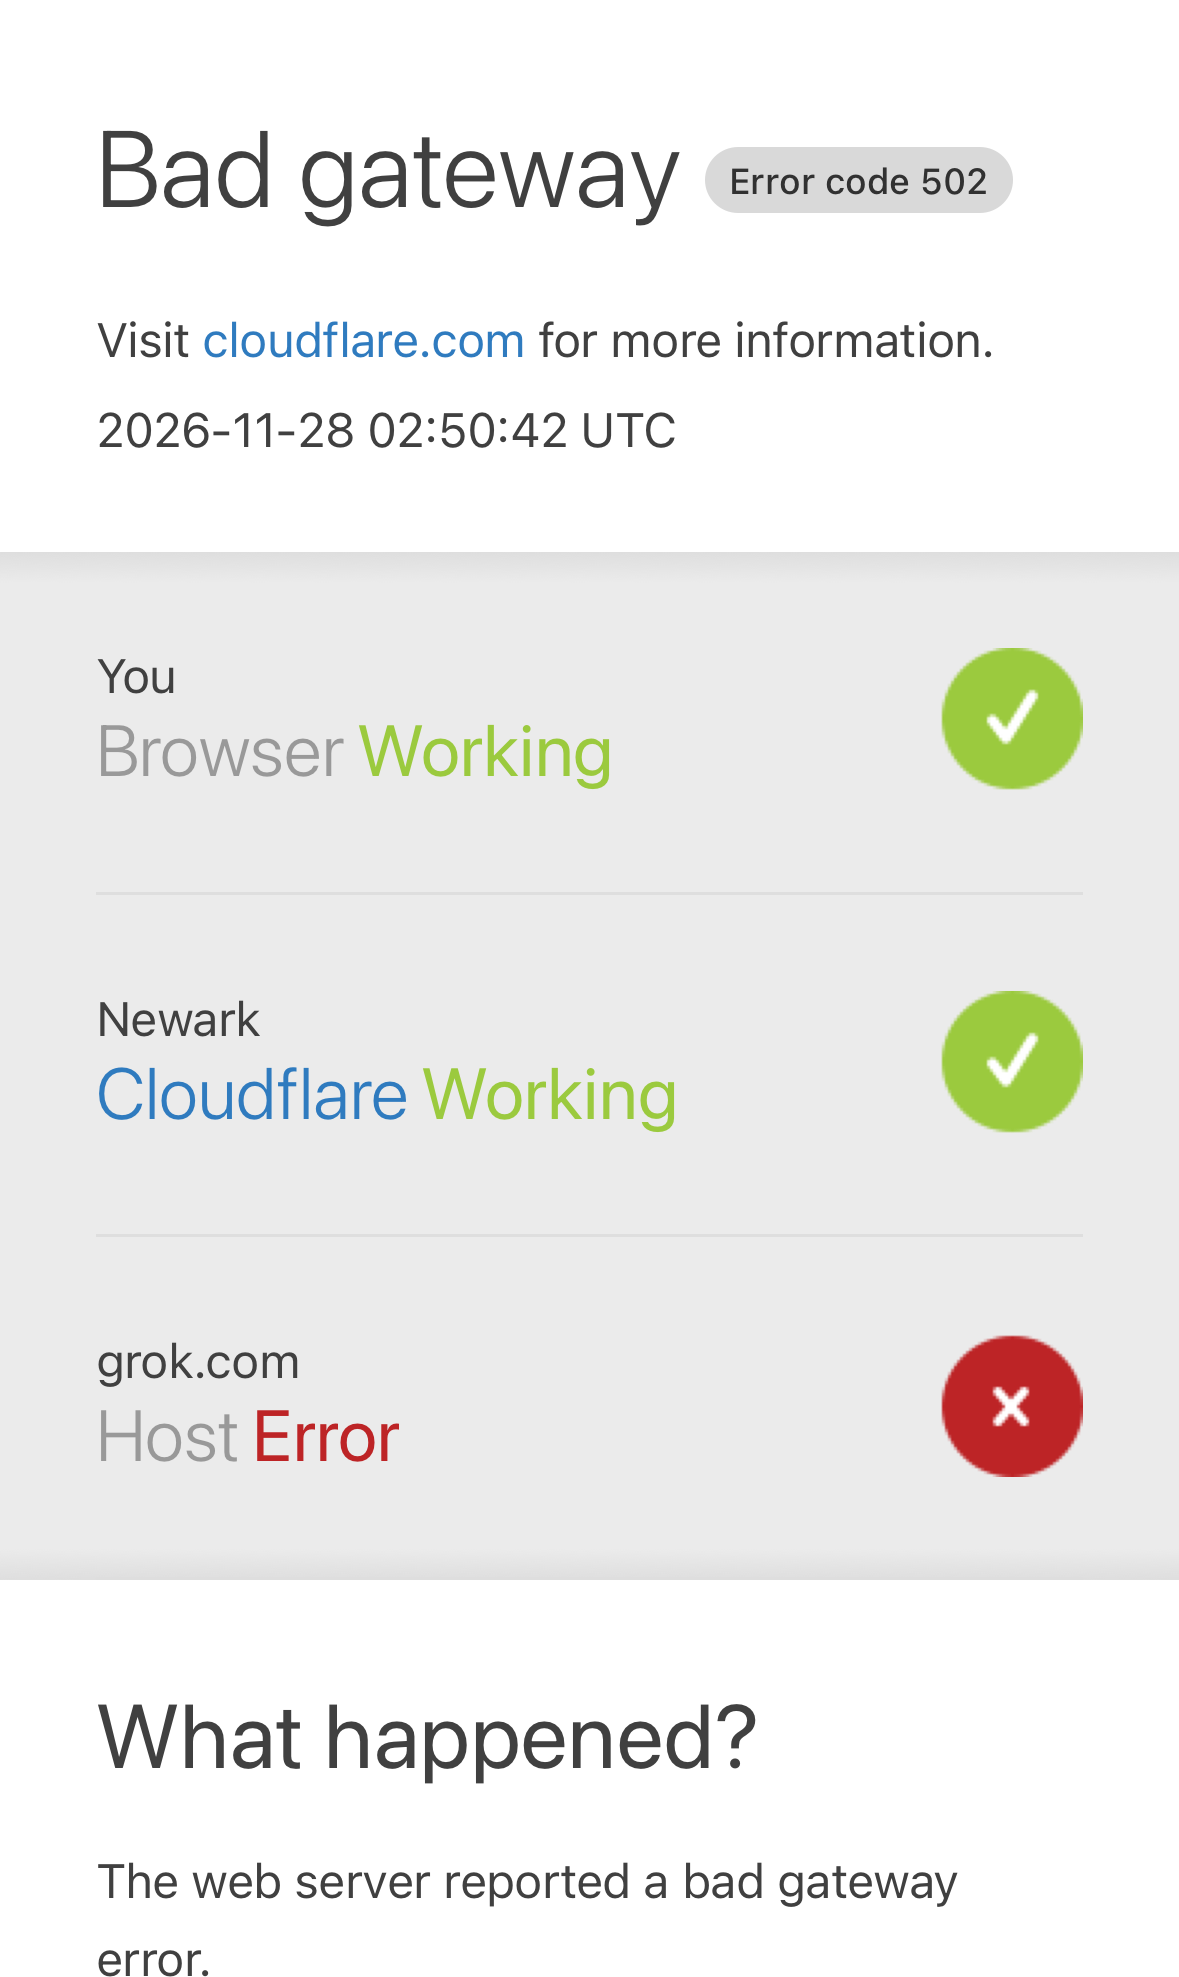 Bad gateway Error code 502
Visit cloudflare.com for more information.
2026-11-28 02:50:42 UTC
You
Browser Working
Newark
Cloudflare Working
grok.com
Host Error
What happened?
The web server reported a bad gateway
error.